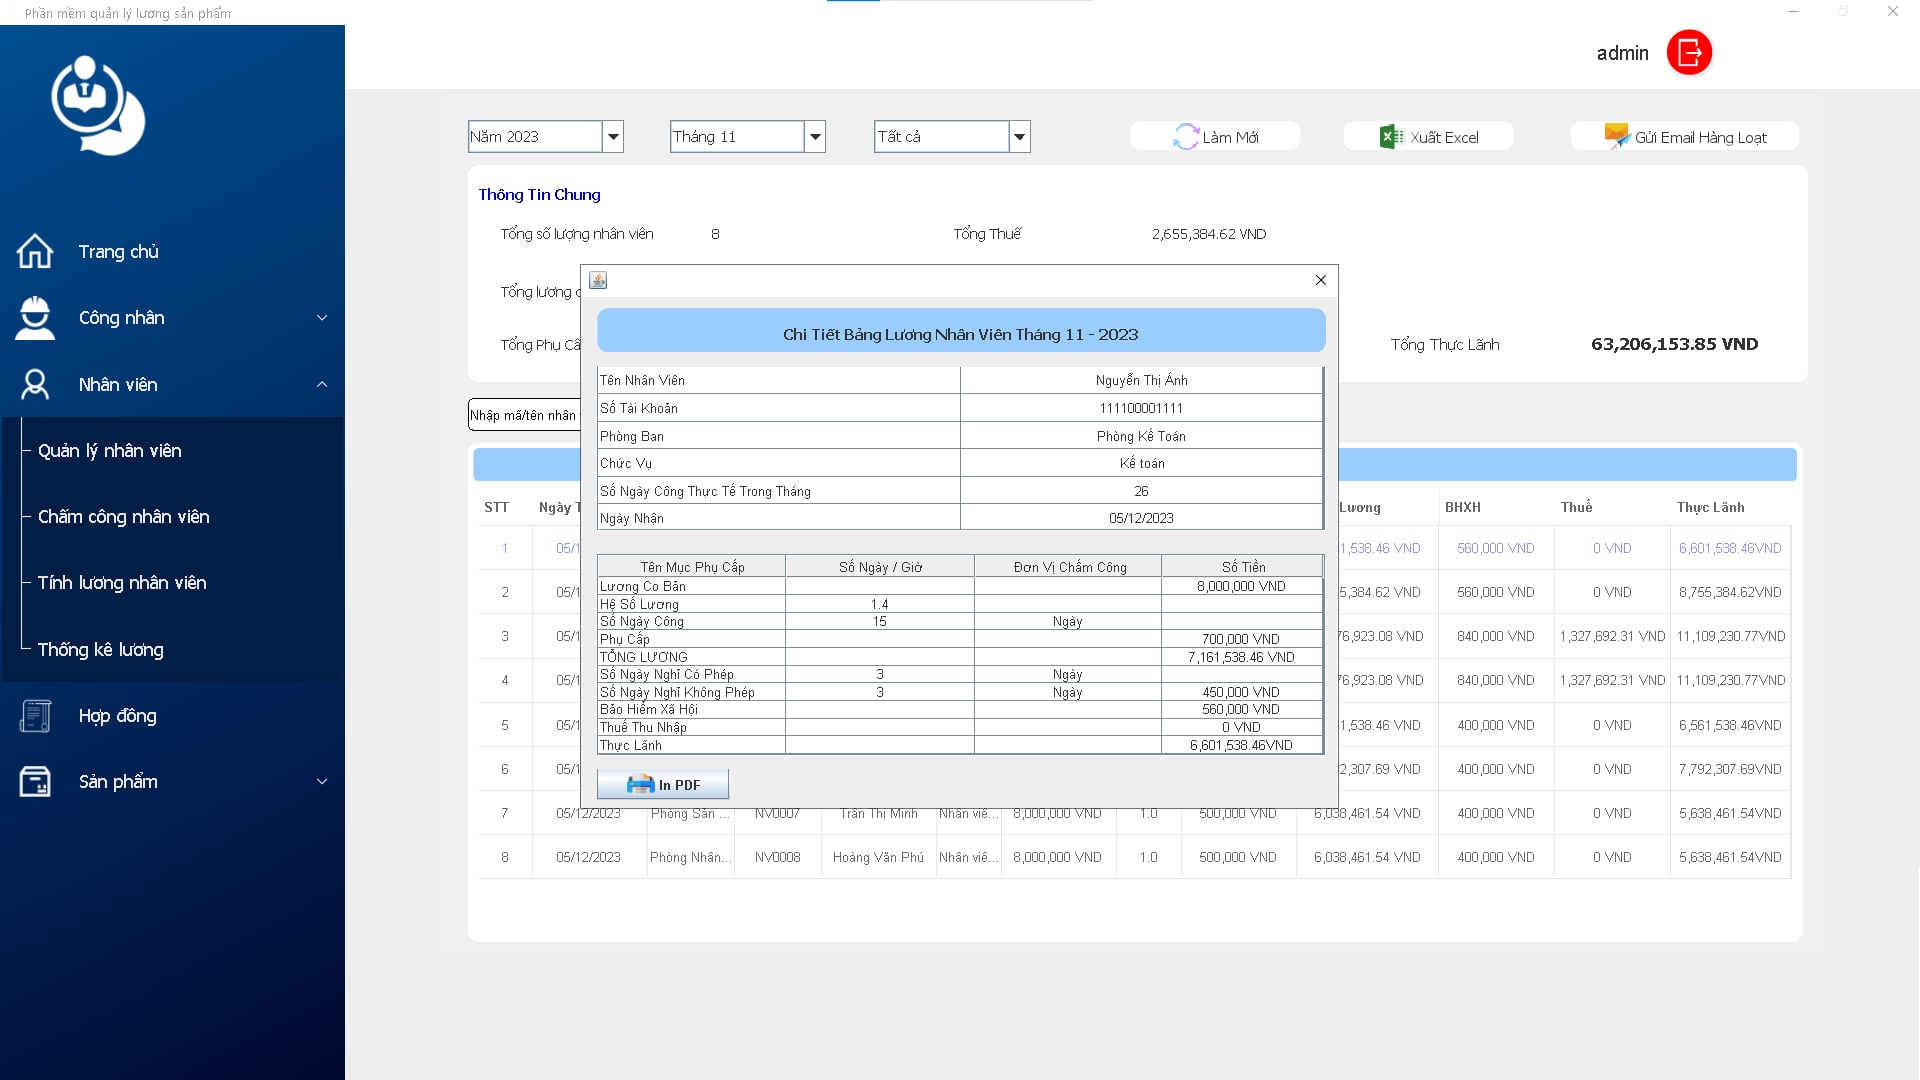 Phần mềm quản lý lương sản phẩm
admin
Năm 2023
Tháng 11
Tất cả
Làm Mới
Xuất Excel
Gửi Email Hàng Loạt
Trang chủ
Công nhân
Nhân viên
Quản lý nhân viên
Chấm công nhân viên
Tính lương nhân viên
Thống kê lương
Hợp đồng
Sản phẩm
Thông Tin Chung
Tổng số lượng nhân viên 8 Tổng Thuế 2,655,384.62 VND
Tổng lương
Tổng Phụ Tổng Thực Lãnh 63,206,153.85 VND
Nhập mã/tên nhân
Chi Tiết Bảng Lương Nhân Viên Tháng 11 - 2023
Tên Nhân Viên Nguyễn Thị Ánh
Số Tài Khoản 111100001111
Phòng Ban Phòng Kế Toán
Chức Vụ Kế toán
Số Ngày Công Thực Tế Trong Tháng 26
Ngày Nhận 05/12/2023
Tên Mục Phụ Cấp Số Ngày / Giờ Đơn Vị Chấm Công Số Tiền
Lương Cơ Bản 8,000,000 VND
Hệ Số Lương 1.4
Số Ngày Công 15 Ngày
Phụ Cấp 700,000 VND
TỔNG LƯƠNG 7,161,538.46 VND
Số Ngày Nghỉ Có Phép 3 Ngày
Số Ngày Nghỉ Không Phép 3 Ngày 450,000 VND
Bảo Hiểm Xã Hội 560,000 VND
Thuế Thu Nhập 0 VND
Thực Lãnh 6,601,538.46VND
In PDF
STT Ngày Lương BHXH Thuế Thực Lãnh
1 05/1 1,538.46 VND 560,000 VND 0 VND 6,601,538.46VND
2 05/1 5,384.62 VND 560,000 VND 0 VND 8,755,384.62VND
3 05/1 76,923.08 VND 840,000 VND 1,327,692.31 VND 11,109,230.77VND
4 05/1 76,923.08 VND 840,000 VND 1,327,692.31 VND 11,109,230.77VND
5 05/1 1,538.46 VND 400,000 VND 0 VND 6,561,538.46VND
6 05/1 2,307.69 VND 400,000 VND 0 VND 7,792,307.69VND
7 05/12/2023 Phòng Sản ... NV0007 Trần Thị Minh Nhân viê... 8,000,000 VND 1.0 500,000 VND 6,038,461.54 VND 400,000 VND 0 VND 5,638,461.54VND
8 05/12/2023 Phòng Nhân... NV0008 Hoàng Văn Phú Nhân viê... 8,000,000 VND 1.0 500,000 VND 6,038,461.54 VND 400,000 VND 0 VND 5,638,461.54VND